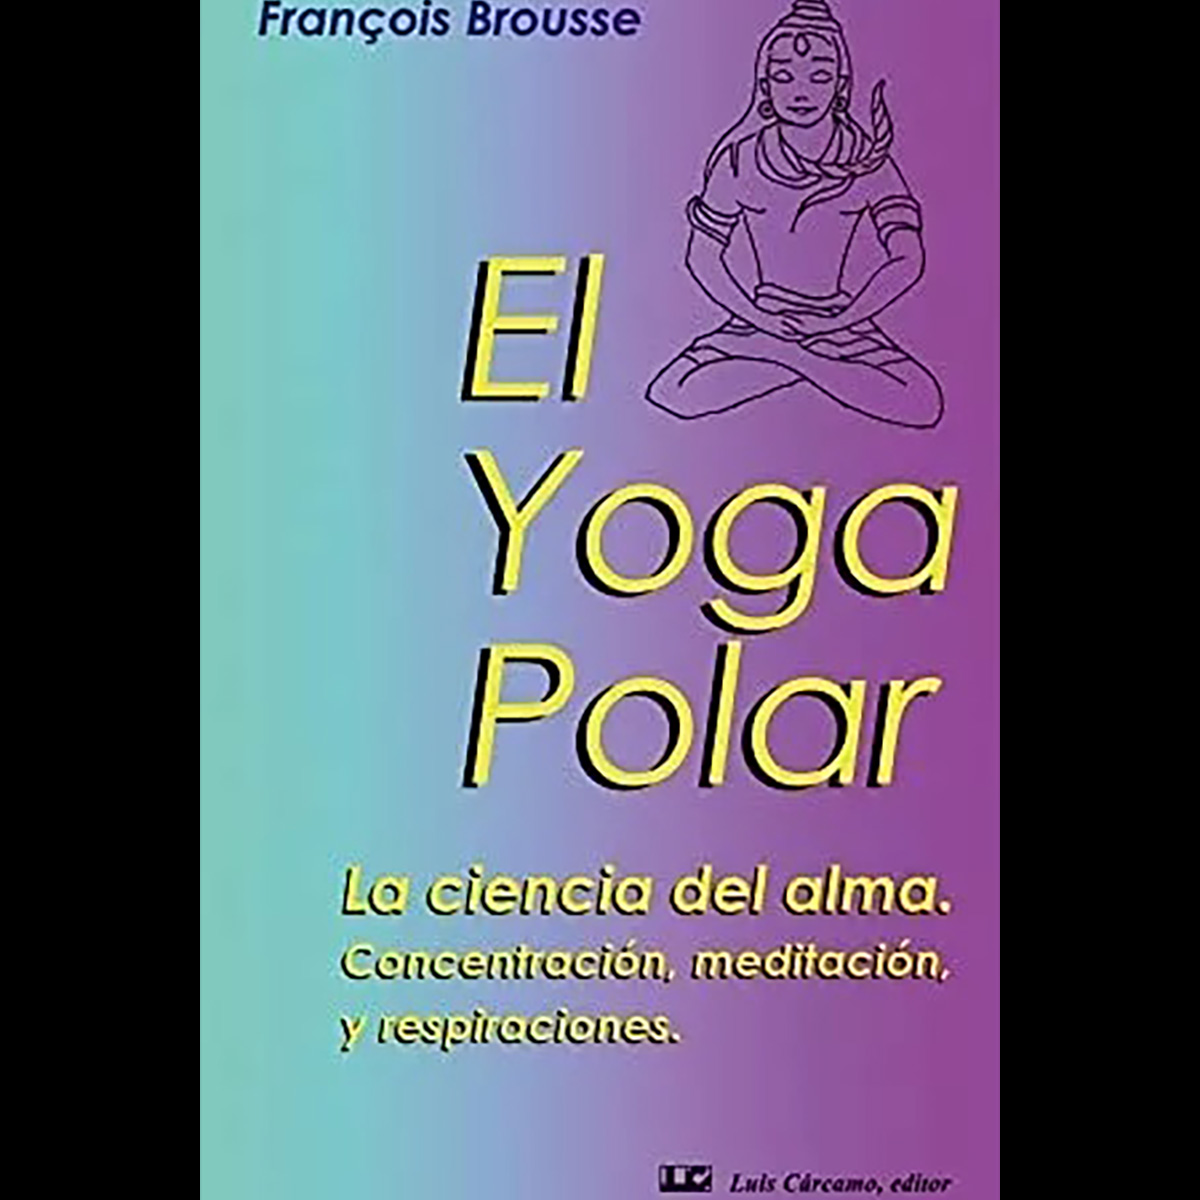 François Brousse
El
Yoga
Polar
La ciencia del alma.
Concentración, meditación,
y respiraciones.
Luis Cárcamo, editor